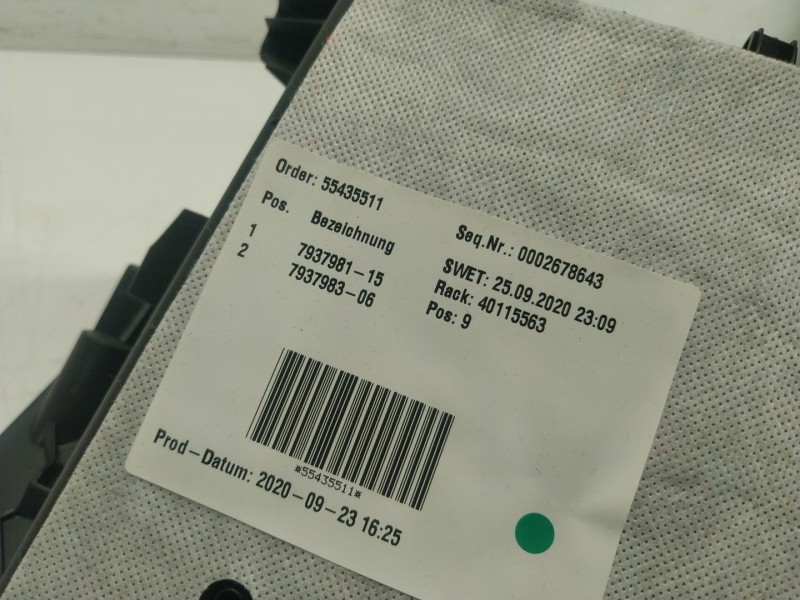 Order: 55435511
Seq.Nr.: 0002678643
Pos. Bezeichnung
SWET: 25.09.2020 23:09
1 7937981-15
Rack: 40115563
2 7937983-06
Pos: 9
*55435511*
Prod-Datum: 2020-09-23 16:25